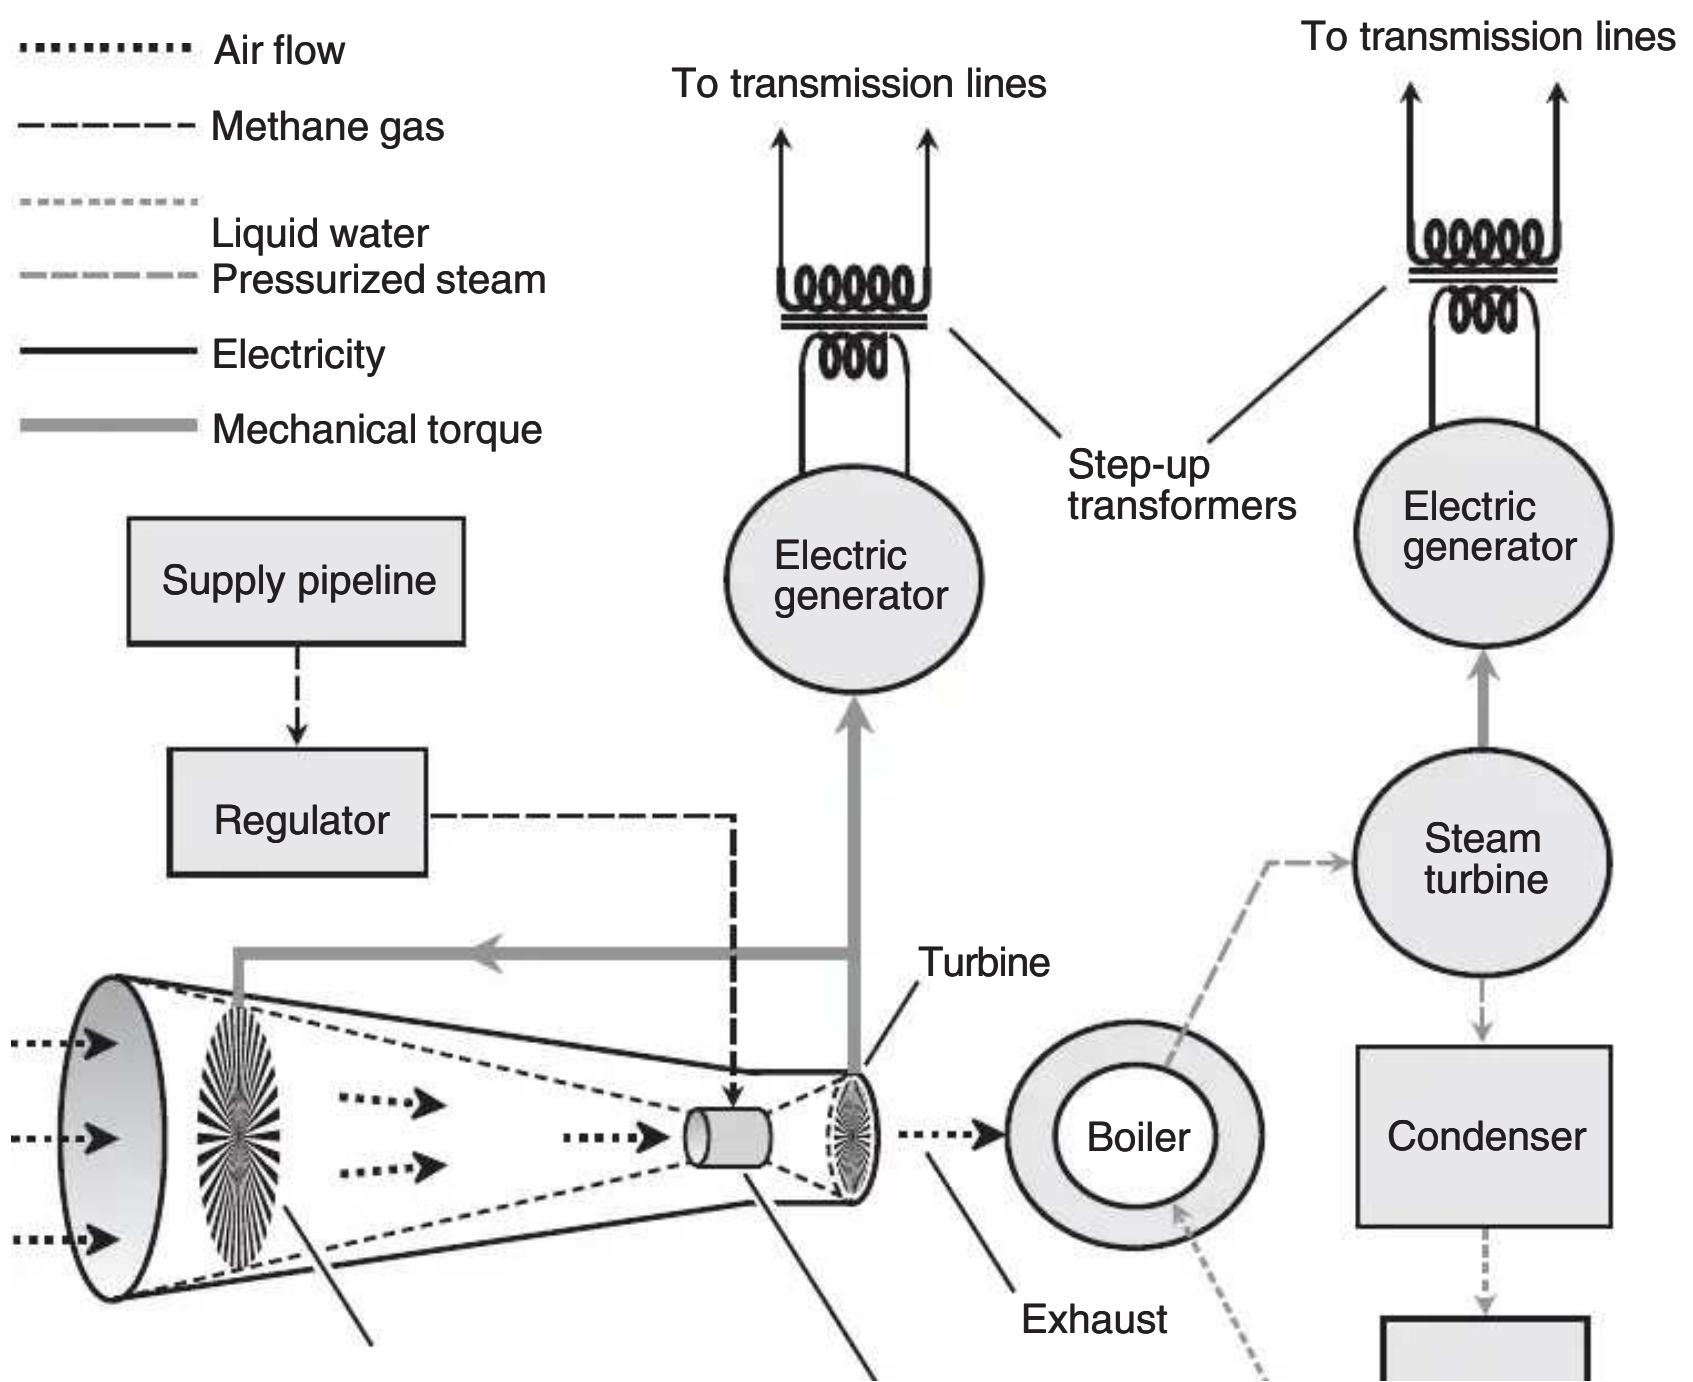 Air flow
Methane gas
Liquid water
Pressurized steam
Electricity
Mechanical torque
To transmission lines
To transmission lines
Step-up
transformers
Electric
generator
Electric
generator
Supply pipeline
Regulator
Steam
turbine
Turbine
Boiler
Condenser
Exhaust